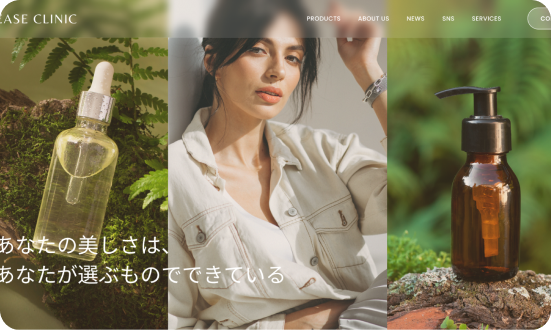 EASE CLINIC
PRODUCTS
ABOUT US
NEWS
SNS
SERVICES
CO
あなたの美しさは、
あなたが選ぶものでできている